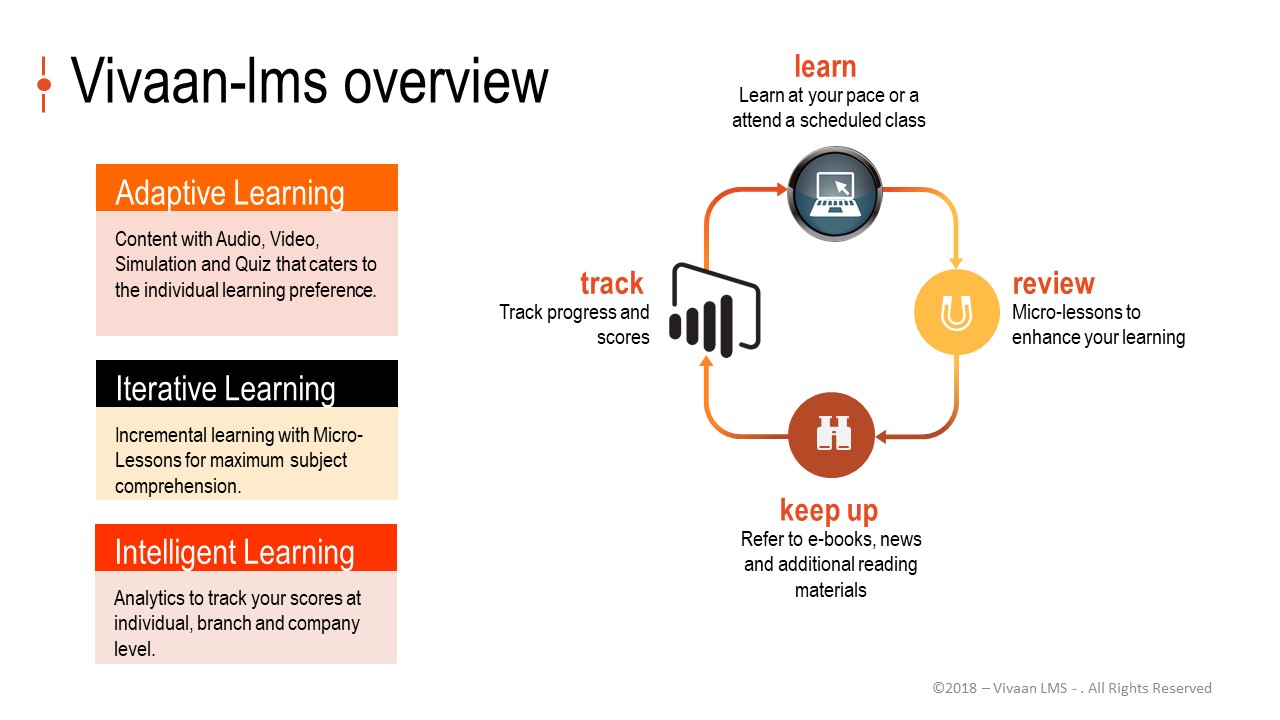 Vivaan-lms overview
Adaptive Learning
Content with Audio, Video,
Simulation and Quiz that caters to
the individual learning preference.
Iterative Learning
Incremental learning with Micro-
Lessons for maximum subject
comprehension.
Intelligent Learning
Analytics to track your scores at
individual, branch and company
level.
learn
Learn at your pace or a
attend a scheduled class
review
Micro-lessons to
enhance your learning
keep up
Refer to e-books, news
and additional reading
materials
track
Track progress and
scores
©2018 – Vivaan LMS - . All Rights Reserved